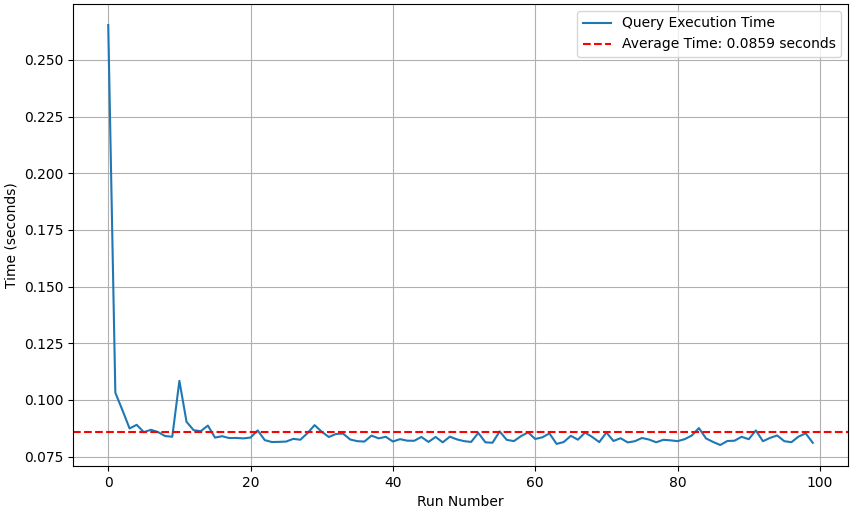 Query Execution Time
Average Time: 0.0859 seconds
0.250
0.225
0.200
0.175
0.150
0.125
0.100
0.075
Time (seconds)
0 20 40 60 80 100
Run Number